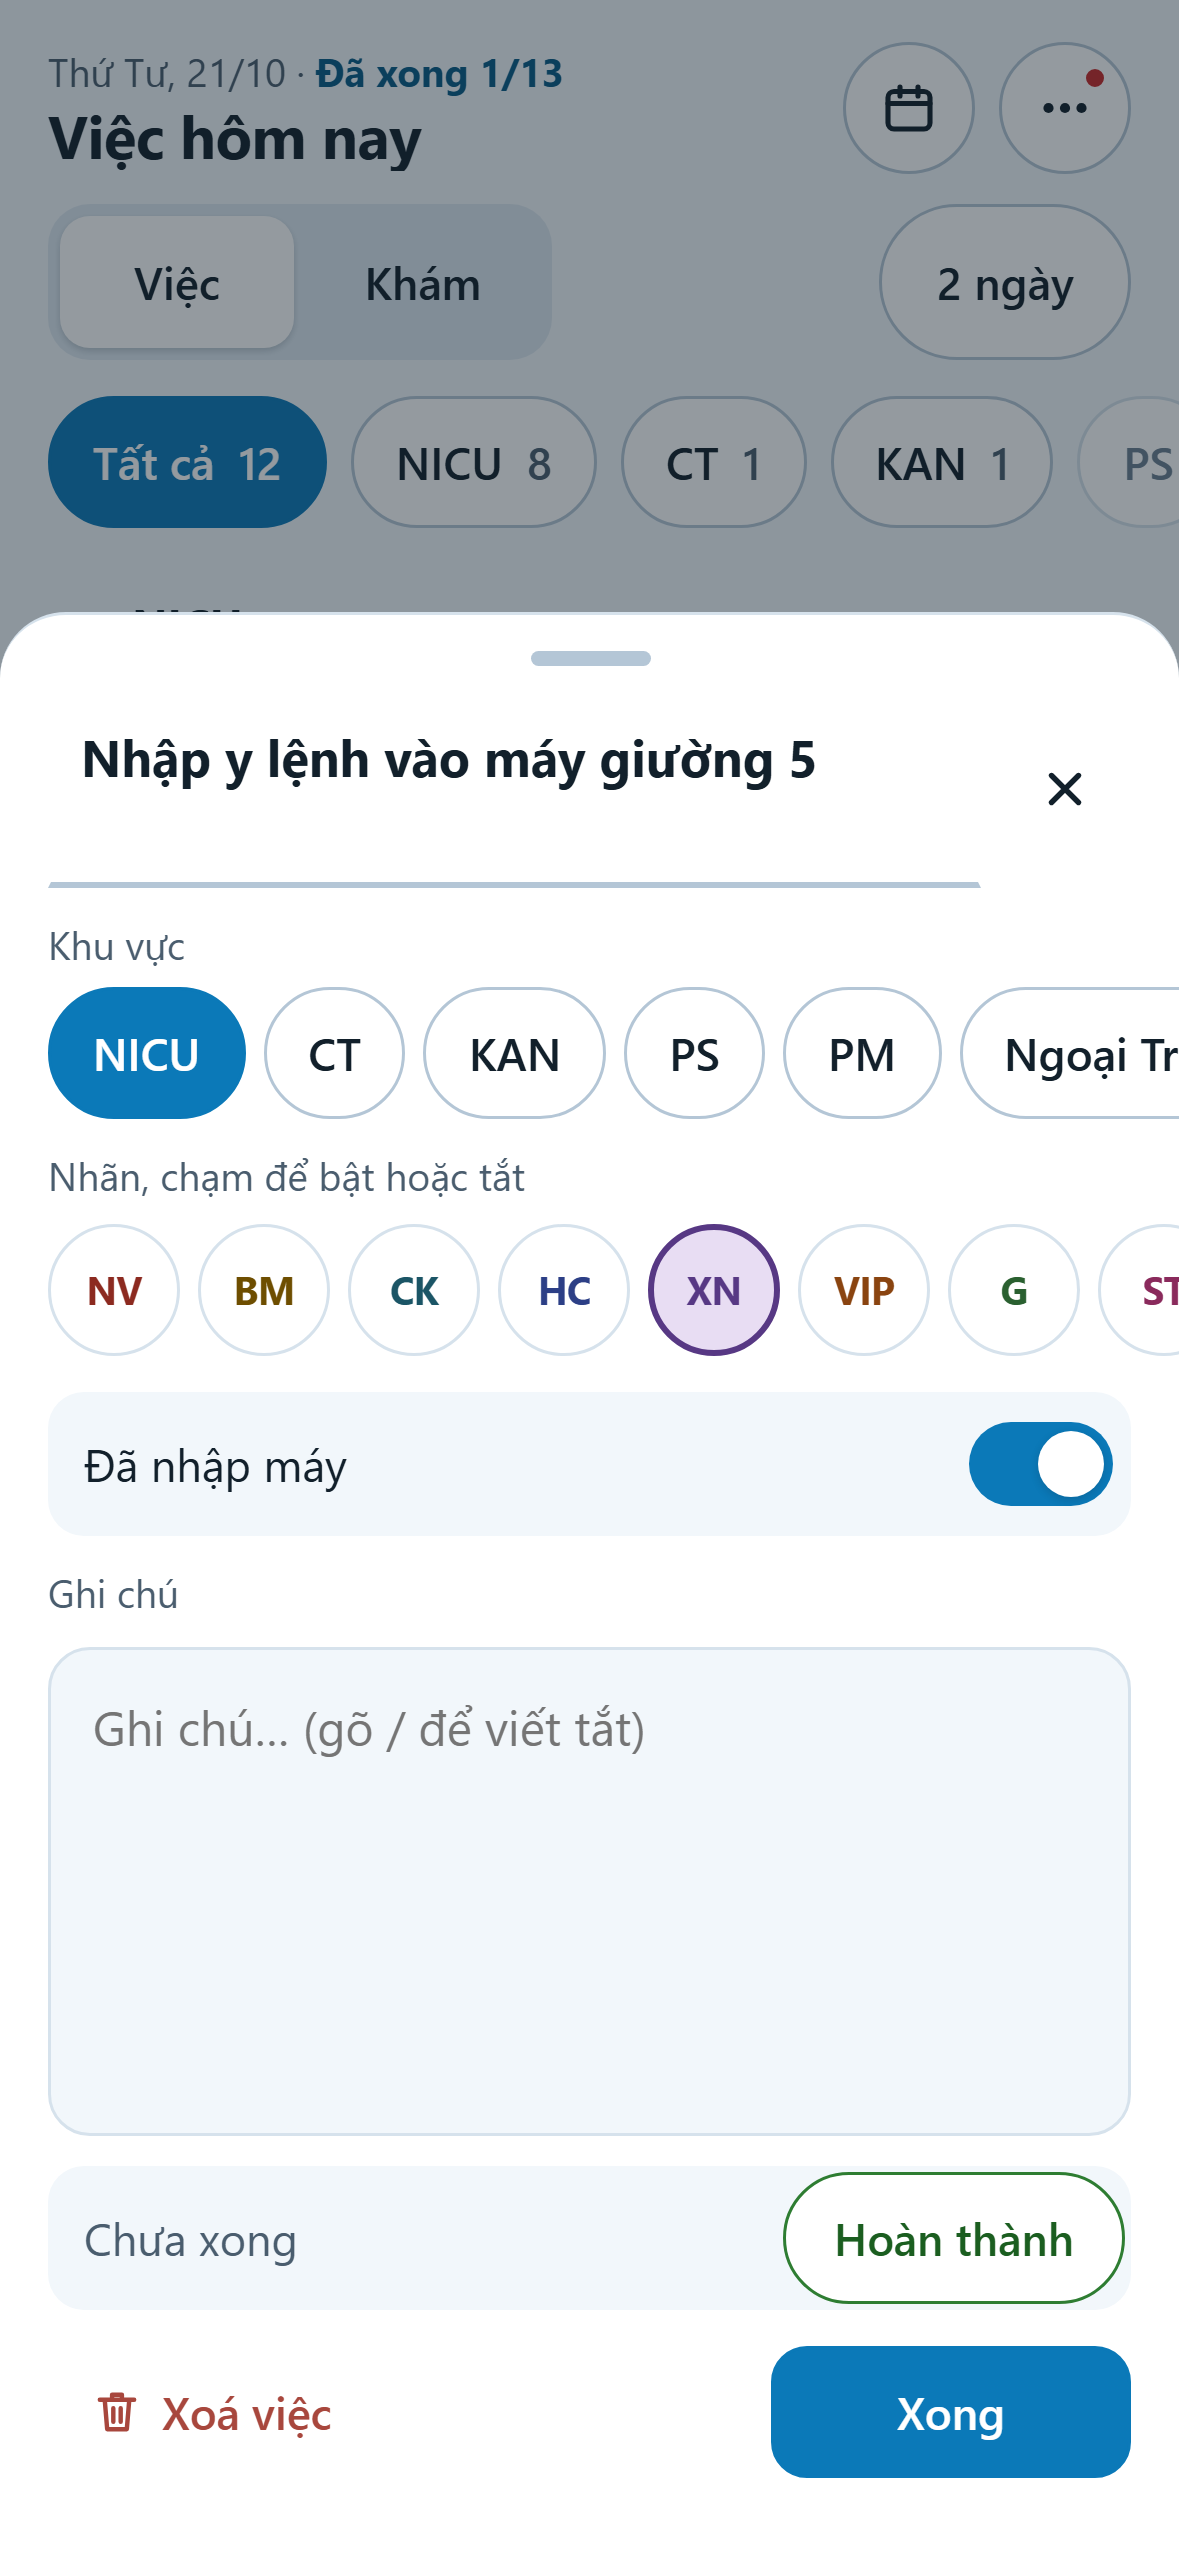 Thứ Tư, 21/10 · Đã xong 1/13
Việc hôm nay
Việc
Khám
2 ngày
Tất cả 12
NICU 8
CT 1
KAN 1
PS
Nhập y lệnh vào máy giường 5
Khu vực
NICU
CT
KAN
PS
PM
Ngoại Tr
Nhãn, chạm để bật hoặc tắt
NV
BM
CK
HC
XN
VIP
G
ST
Đã nhập máy
Ghi chú
Ghi chú... (gõ / để viết tắt)
Chưa xong
Hoàn thành
Xoá việc
Xong